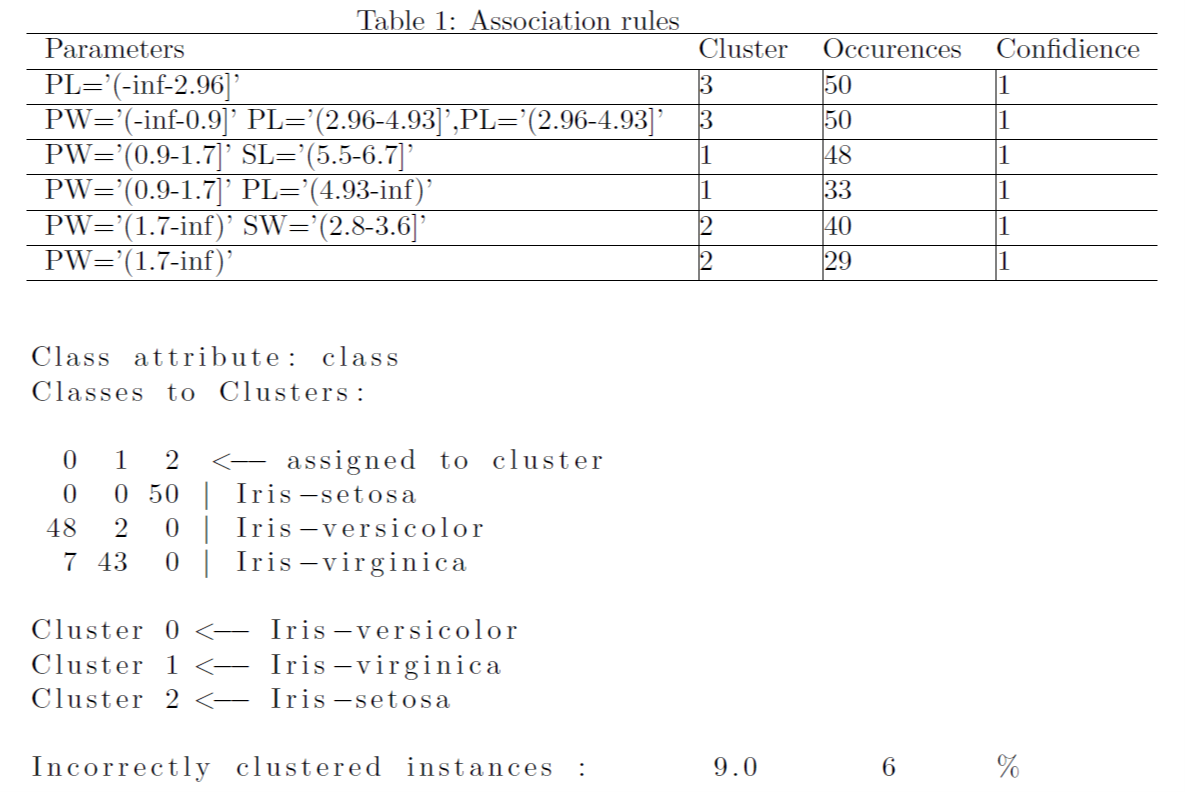 Table 1: Association rules
Parameters Cluster Occurences Confidience
PL='(-inf-2.96]' 3 50 1
PW='(-inf-0.9]' PL='(2.96-4.93]',PL='(2.96-4.93]' 3 50 1
PW='(0.9-1.7]' SL='(5.5-6.7]' 1 48 1
PW='(0.9-1.7]' PL='(4.93-inf)' 1 33 1
PW='(1.7-inf)' SW='(2.8-3.6]' 2 40 1
PW='(1.7-inf)' 2 29 1
Class attribute: class
Classes to Clusters:
0 1 2 <-- assigned to cluster
0 0 50 | Iris-setosa
48 2 0 | Iris-versicolor
7 43 0 | Iris-virginica
Cluster 0 <-- Iris-versicolor
Cluster 1 <-- Iris-virginica
Cluster 2 <-- Iris-setosa
Incorrectly clustered instances : 9.0 6 %